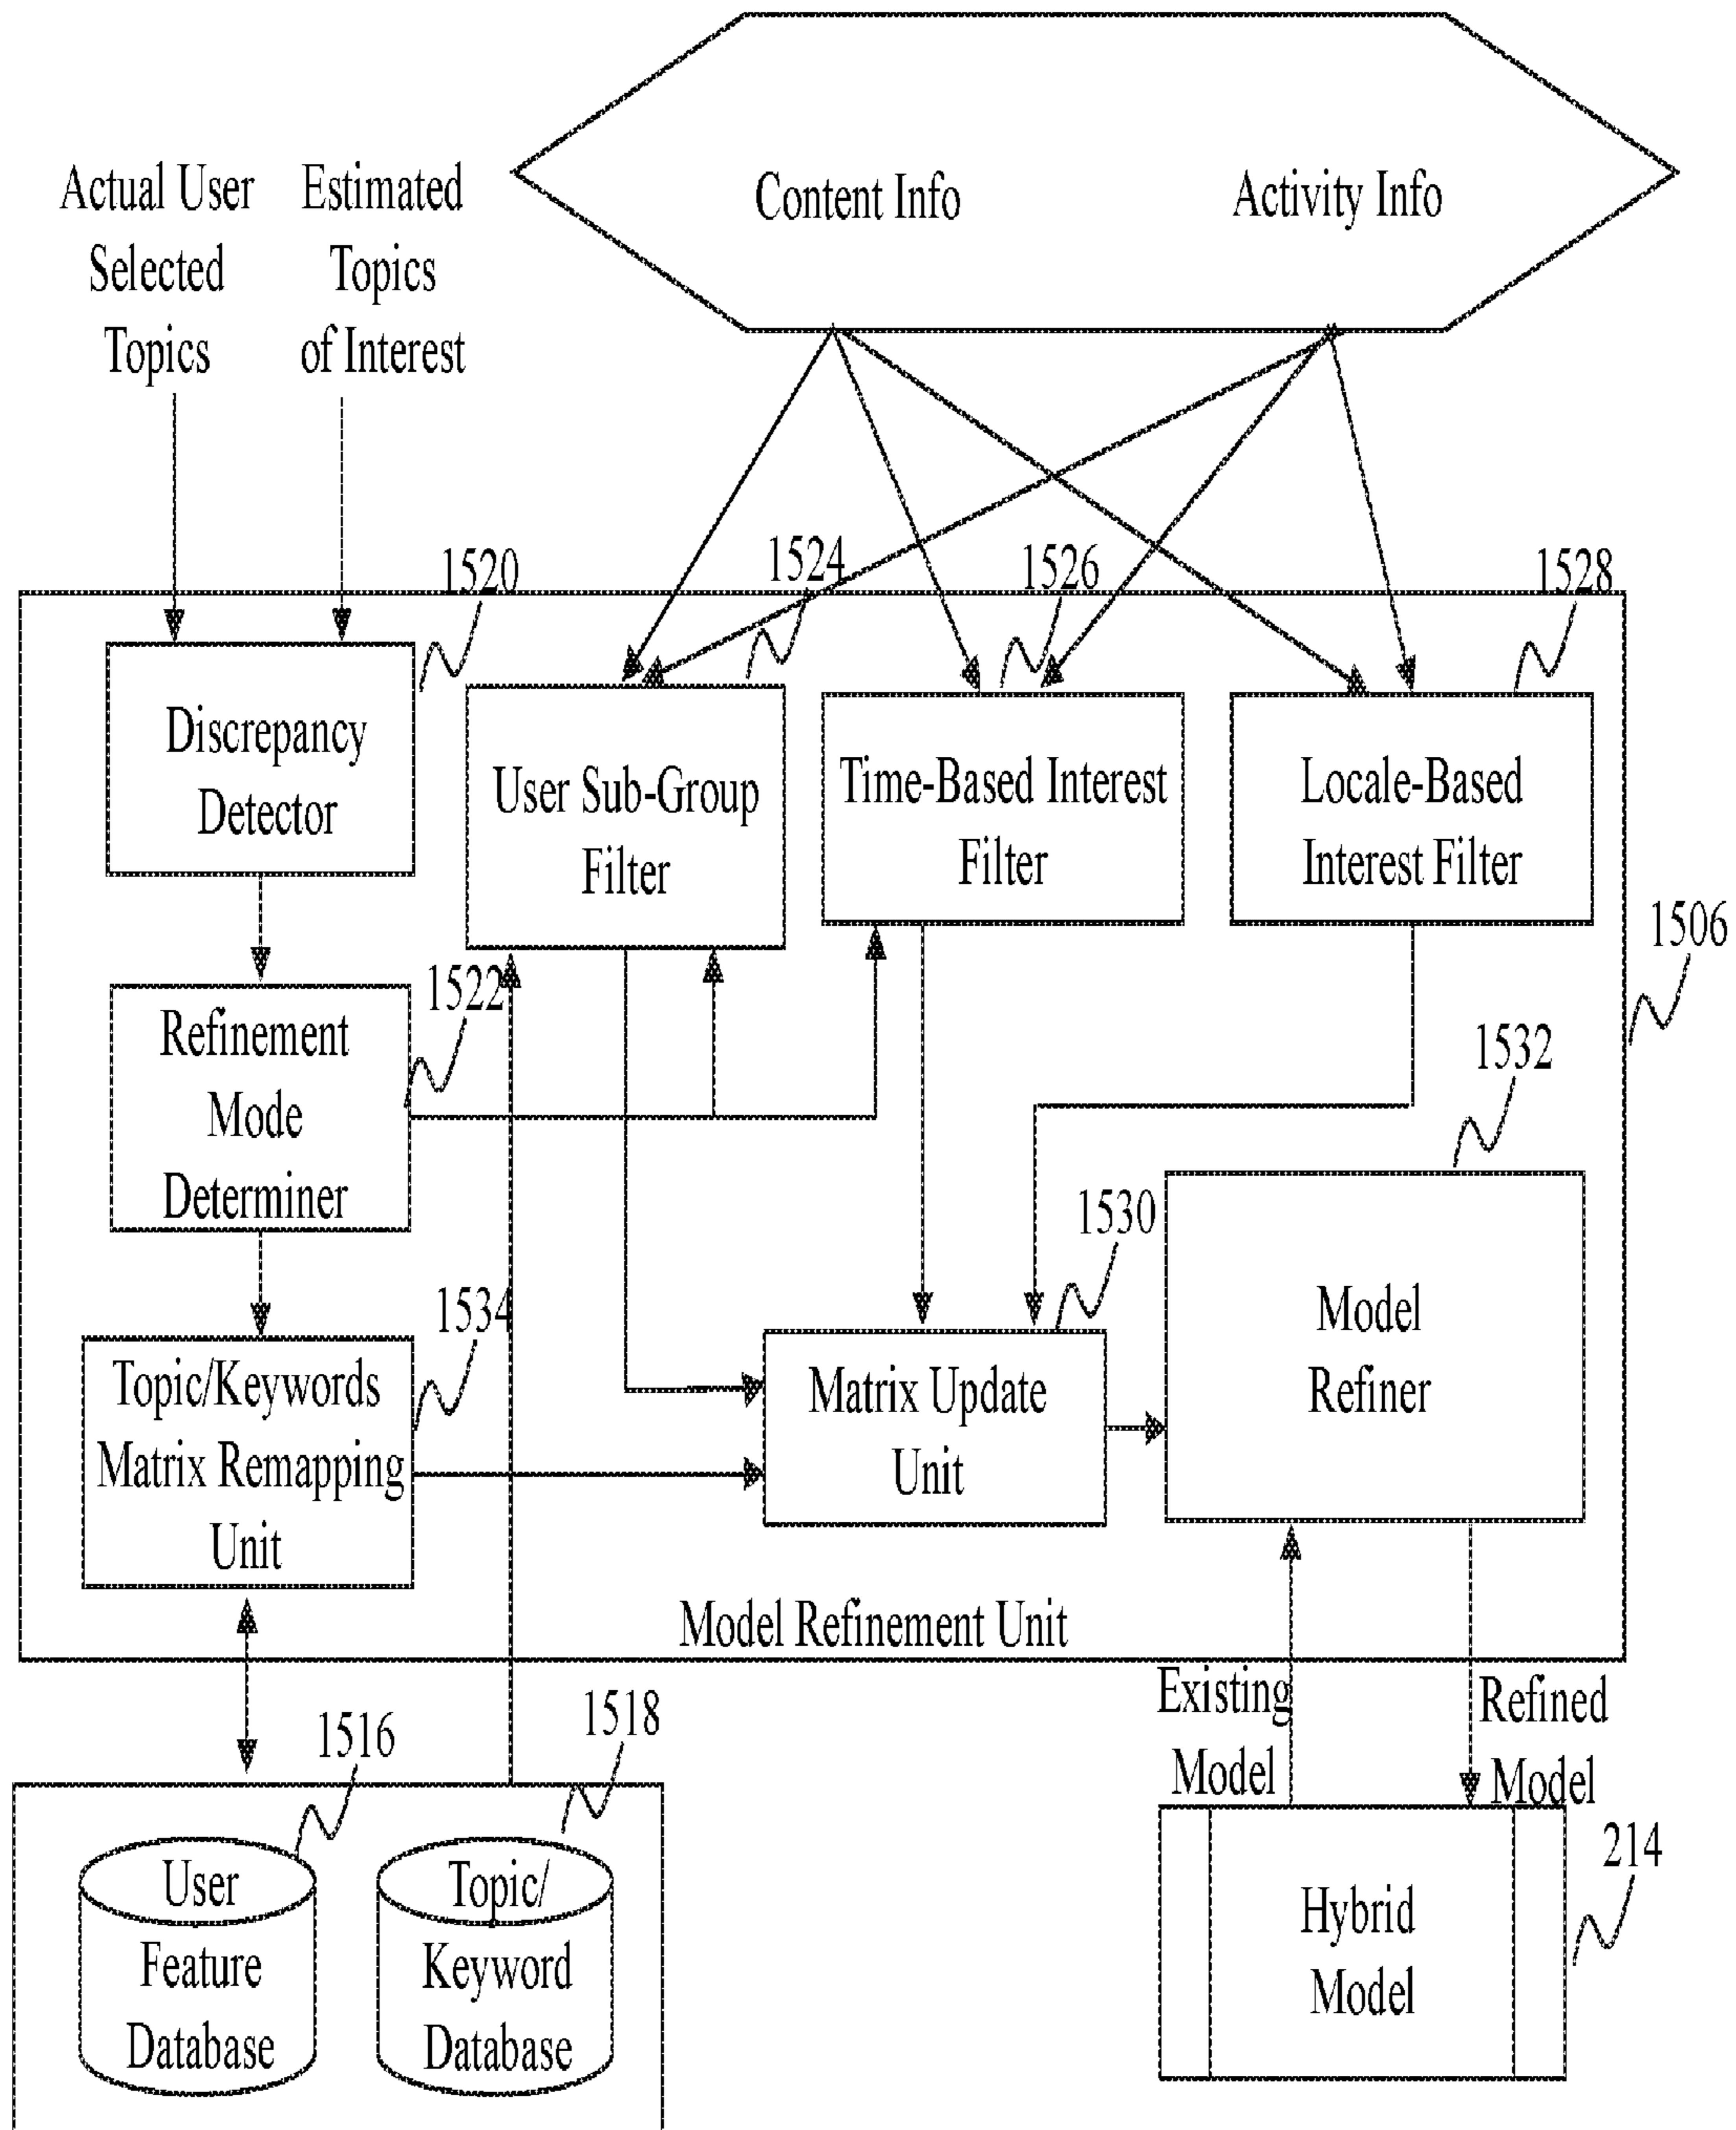 Content Info
Activity Info
Actual User
Selected
Topics
Estimated
Topics
of Interest
1520
1524
1526
1528
Discrepancy
Detector
User Sub-Group
Filter
Time-Based Interest
Filter
Locale-Based
Interest Filter
1506
1522
Refinement
Mode
Determiner
1532
1530
1534
Topic/Keywords
Matrix Remapping
Unit
Matrix Update
Unit
Model
Refiner
Model Refinement Unit
Existing
Model
Refined
Model
1516
1518
User
Feature
Database
Topic/
Keyword
Database
Hybrid
Model
214